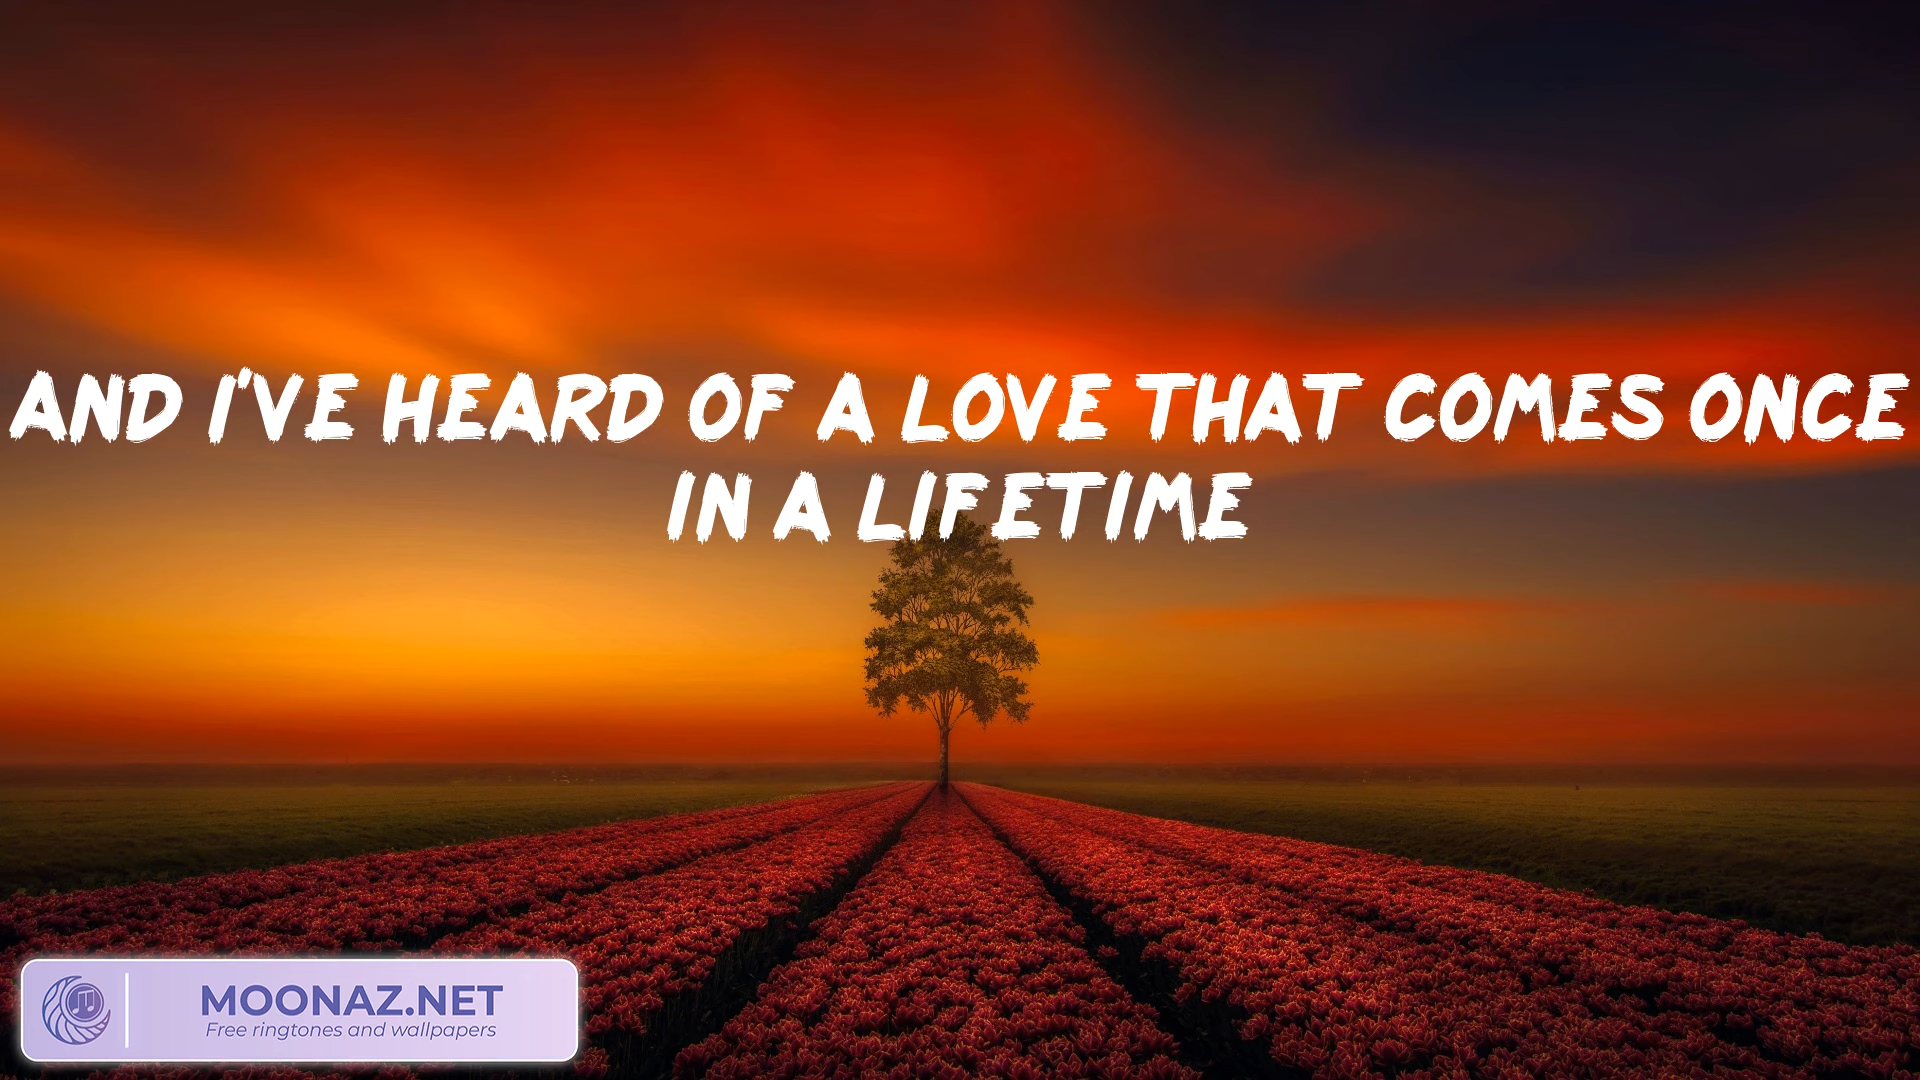 AND I'VE HEARD OF A LOVE THAT COMES ONCE
IN A LIFETIME
MOONAZ.NET
Free ringtones and wallpapers